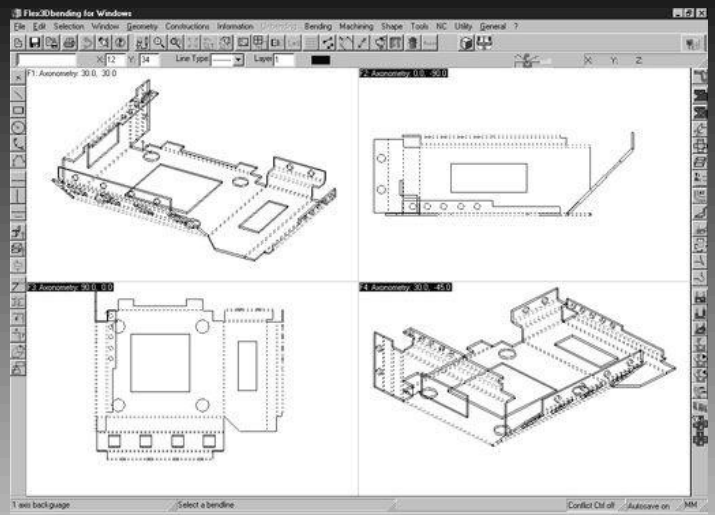 Flex3Dbending for Windows
File Edit Selection Window Geometry Constructions Information Unbending Bending Machining Shape Tools NC Utility General ?
X: 12 Y: 34 Line Type: Layer 1 X: Y: Z
F1: Axonometry: 30.0, 30.0
F2: Axonometry: 0.0, -90.0
F3: Axonometry: 90.0, 0.0
F4: Axonometry: 30.0, -45.0
1 axis backguage Select a bendline Conflict Ctrl off Autosave on MM